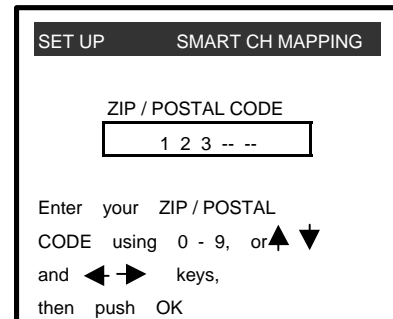 SET UP SMART CH MAPPING
ZIP / POSTAL CODE
1 2 3 -- --
Enter your ZIP / POSTAL
CODE using 0 - 9, or ▲ ▼
and ◀ ▶ keys,
then push OK